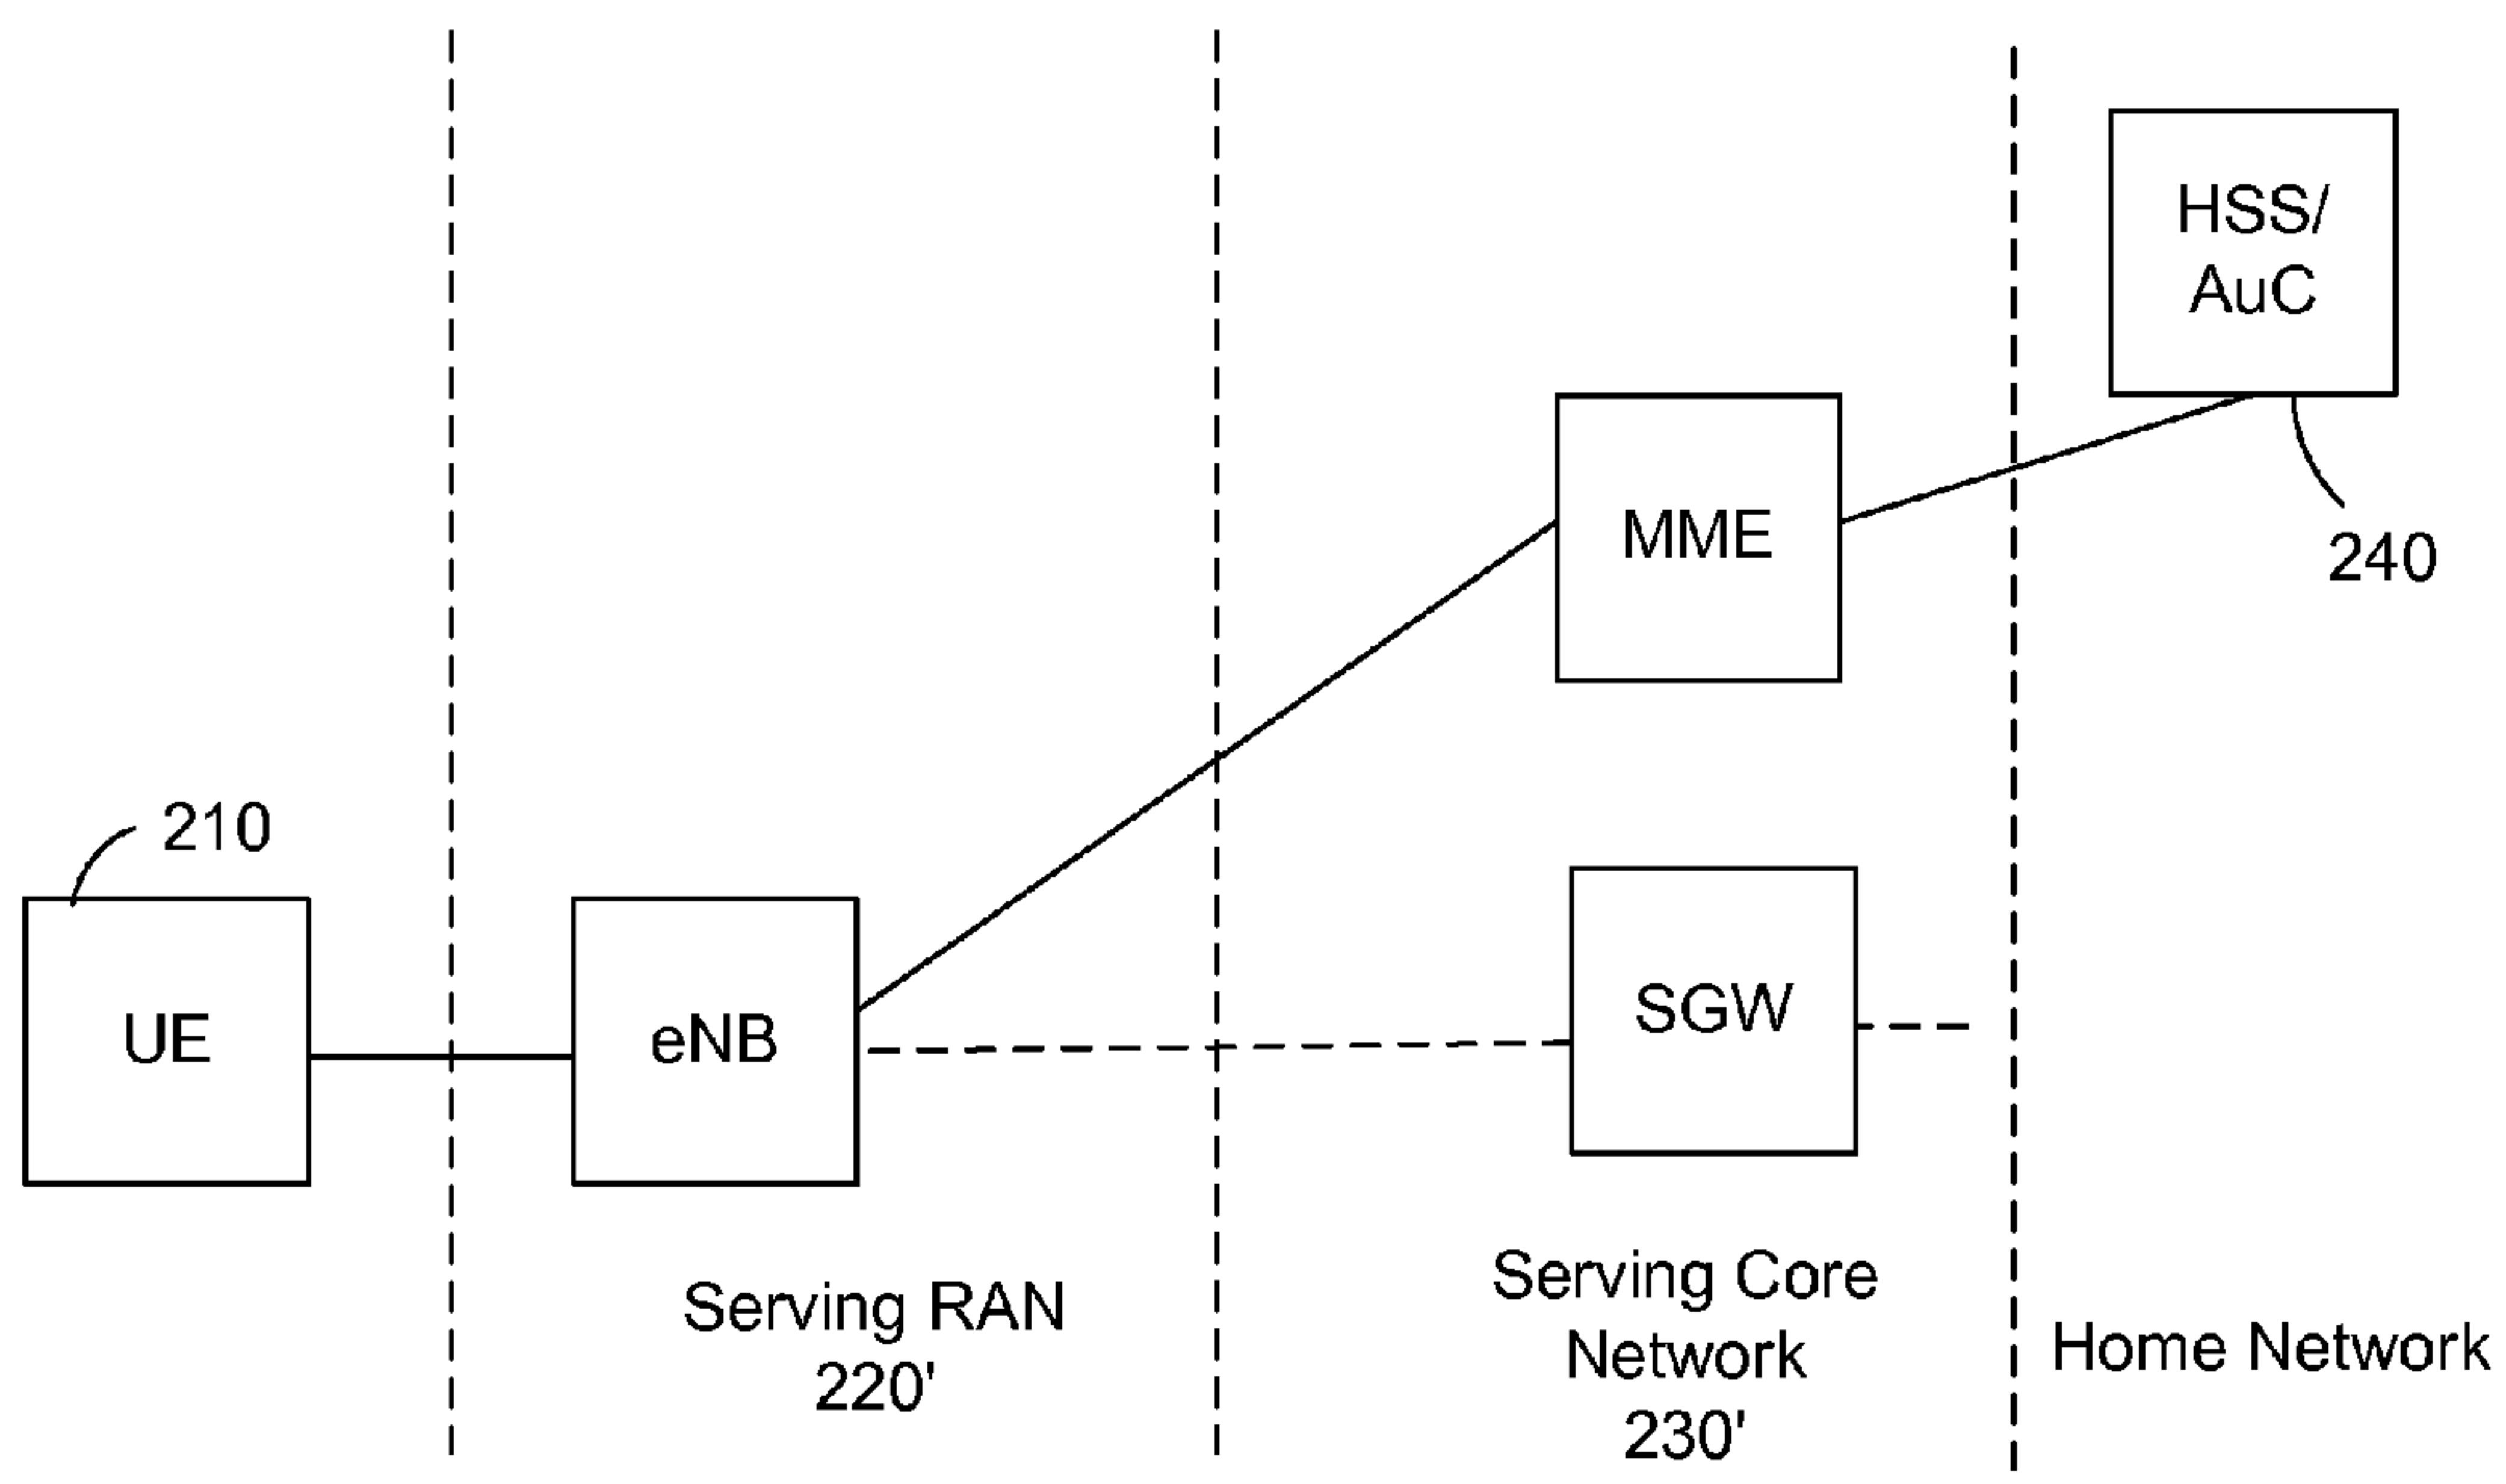 HSS/
AuC
MME
240
210
UE
eNB
SGW
Serving RAN
220'
Serving Core
Network
230'
Home Network